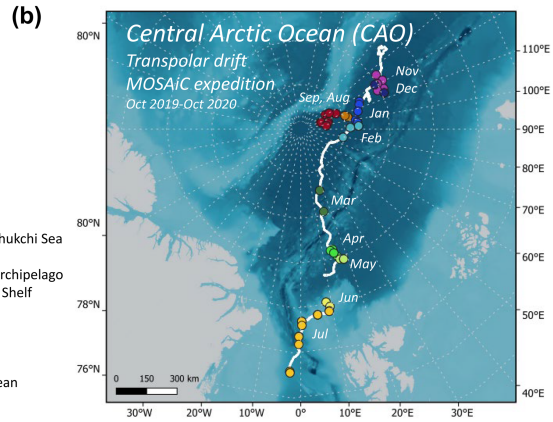 (b)
Central Arctic Ocean (CAO)
Transpolar drift
MOSAiC expedition
Oct 2019-Oct 2020
80°N
110°E
Nov
Dec
100°E
Sep, Aug
Jan
90°E
Feb
80°E
Mar
70°E
80°N
hukchi Sea
Apr
60°E
May
rchipelago
Shelf
Jun
78°N
50°E
Jul
76°N
ean
0 150 300 km
40°E
30°W 20°W 10°W 0° 10°E 20°E 30°E